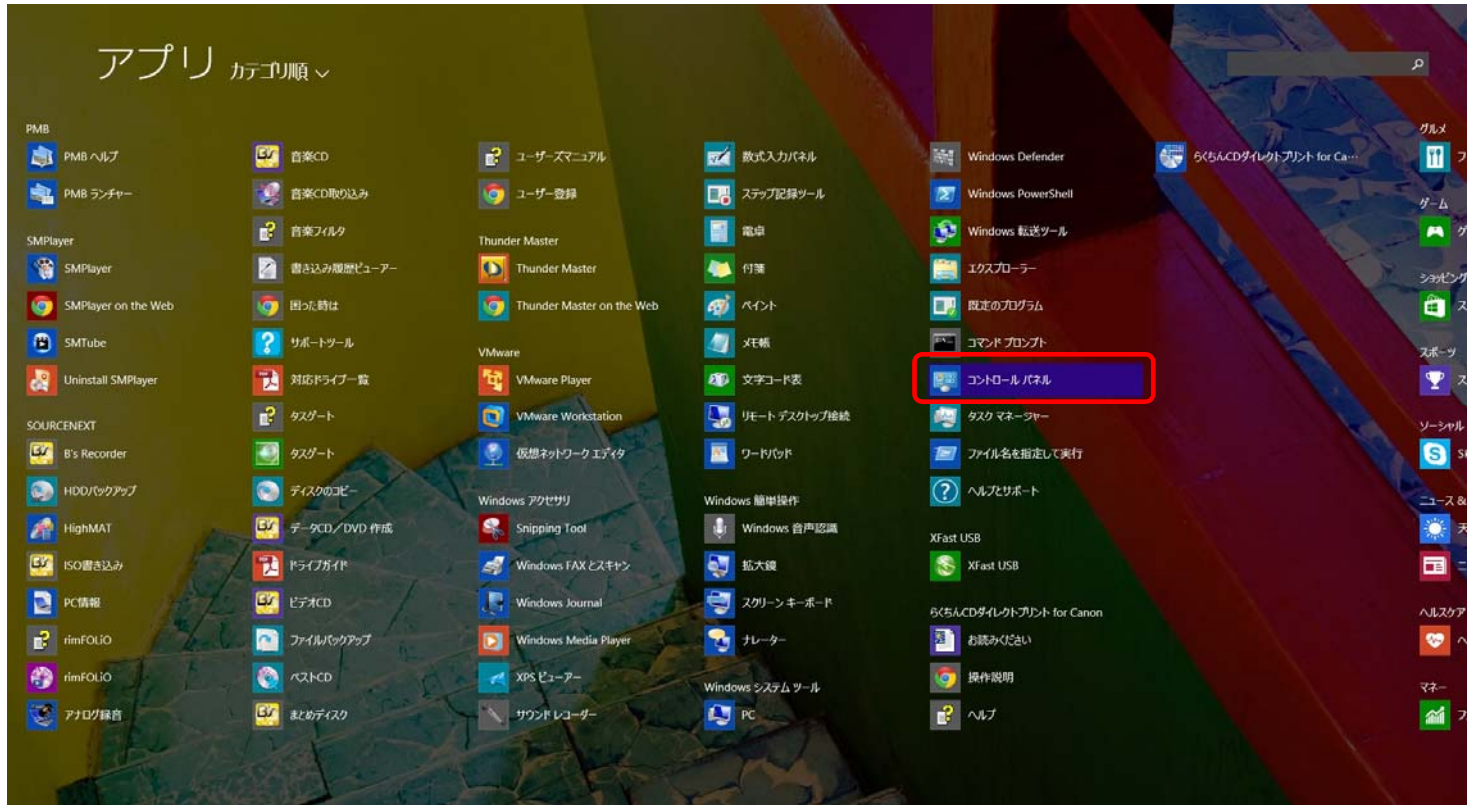 アプリ カテゴリ順
PMB
PMB ヘルプ
PMB ランチャー
SMPlayer
SMPlayer
SMPlayer on the Web
SMTube
Uninstall SMPlayer
SOURCENEXT
B's Recorder
HDDバックアップ
HighMAT
ISO書き込み
PC情報
rimFOLiO
rimFOLiO
アナログ録音
音楽CD
音楽CD取り込み
音楽フィルタ
書き込み履歴ビューアー
困った時は
サポートツール
対応ドライブ一覧
タスゲート
タスゲート
ディスクのコピー
データCD／DVD 作成
ドライブガイド
ビデオCD
ファイルバックアップ
ベストCD
まとめディスク
ユーザーズマニュアル
ユーザー登録
Thunder Master
Thunder Master
Thunder Master on the Web
VMware
VMware Player
VMware Workstation
仮想ネットワーク エディタ
Windows アクセサリ
Snipping Tool
Windows FAX とスキャン
Windows Journal
Windows Media Player
XPS ビューアー
サウンド レコーダー
数式入力パネル
ステップ記録ツール
電卓
付箋
ペイント
メモ帳
文字コード表
リモート デスクトップ接続
ワードパッド
Windows 簡単操作
Windows 音声認識
拡大鏡
スクリーン キーボード
ナレーター
Windows システム ツール
PC
Windows Defender
Windows PowerShell
Windows 転送ツール
エクスプローラー
既定のプログラム
コマンド プロンプト
コントロール パネル
タスク マネージャー
ファイル名を指定して実行
ヘルプとサポート
XFast USB
XFast USB
らくちんCDダイレクトプリント for Canon
お読みください
操作説明
ヘルプ
らくちんCDダイレクトプリント for Ca…
グルメ
フ
ゲーム
ゲ
ショッピング
ス
スポーツ
ス
ソーシャル
Sk
ニュース &
天
ニ
ヘルスケア
ヘ
マネー
フ